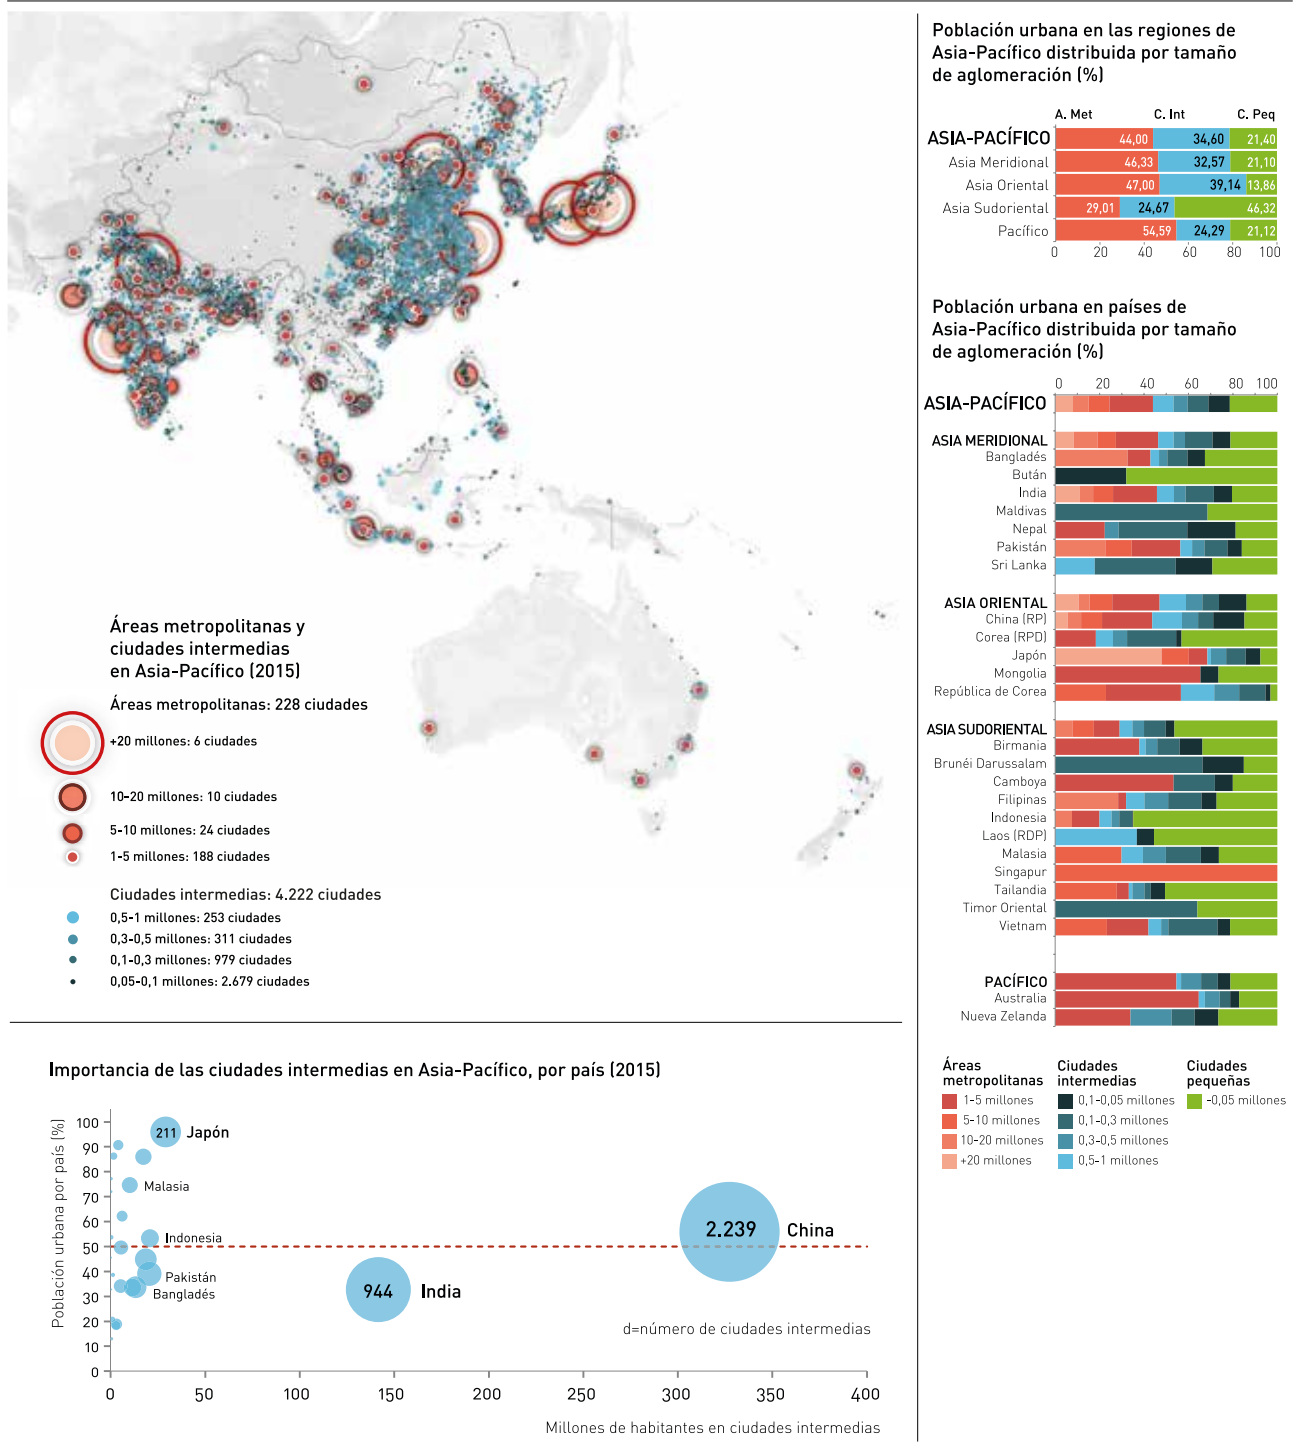 Áreas metropolitanas y
ciudades intermedias
en Asia-Pacífico (2015)
Áreas metropolitanas: 228 ciudades
+20 millones: 6 ciudades
10-20 millones: 10 ciudades
5-10 millones: 24 ciudades
1-5 millones: 188 ciudades
Ciudades intermedias: 4.222 ciudades
0,5-1 millones: 253 ciudades
0,3-0,5 millones: 311 ciudades
0,1-0,3 millones: 979 ciudades
0,05-0,1 millones: 2.679 ciudades
Importancia de las ciudades intermedias en Asia-Pacífico, por país (2015)
Población urbana por país (%)
100
90
80
70
60
50
40
30
20
10
0
211 Japón
Malasia
Indonesia
Pakistán
Bangladés
944 India
2.239 China
d=número de ciudades intermedias
0 50 100 150 200 250 300 350 400
Millones de habitantes en ciudades intermedias
Población urbana en las regiones de
Asia-Pacífico distribuida por tamaño
de aglomeración (%)
A. Met C. Int C. Peq
ASIA-PACÍFICO 44,00 34,60 21,40
Asia Meridional 46,33 32,57 21,10
Asia Oriental 47,00 39,14 13,86
Asia Sudoriental 29,01 24,67 46,32
Pacífico 54,59 24,29 21,12
0 20 40 60 80 100
Población urbana en países de
Asia-Pacífico distribuida por tamaño
de aglomeración (%)
0 20 40 60 80 100
ASIA-PACÍFICO
ASIA MERIDIONAL
Bangladés
Bután
India
Maldivas
Nepal
Pakistán
Sri Lanka
ASIA ORIENTAL
China (RP)
Corea (RPD)
Japón
Mongolia
República de Corea
ASIA SUDORIENTAL
Birmania
Brunéi Darussalam
Camboya
Filipinas
Indonesia
Laos (RDP)
Malasia
Singapur
Tailandia
Timor Oriental
Vietnam
PACÍFICO
Australia
Nueva Zelanda
Áreas
metropolitanas
1-5 millones
5-10 millones
10-20 millones
+20 millones
Ciudades
intermedias
0,1-0,05 millones
0,1-0,3 millones
0,3-0,5 millones
0,5-1 millones
Ciudades
pequeñas
-0,05 millones